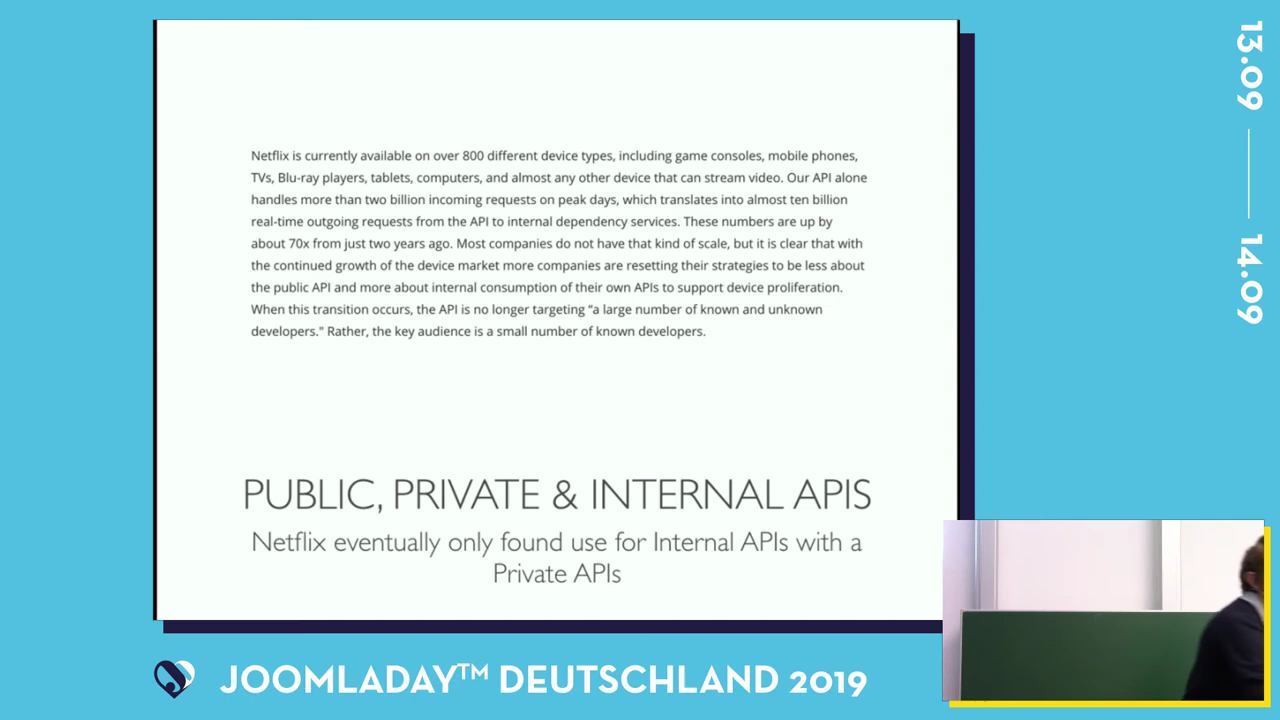 Netflix is currently available on over 800 different device types, including game consoles, mobile phones,
TVs, Blu-ray players, tablets, computers, and almost any other device that can stream video. Our API alone
handles more than two billion incoming requests on peak days, which translates into almost ten billion
real-time outgoing requests from the API to internal dependency services. These numbers are up by
about 70x from just two years ago. Most companies do not have that kind of scale, but it is clear that with
the continued growth of the device market more companies are resetting their strategies to be less about
the public API and more about internal consumption of their own APIs to support device proliferation.
When this transition occurs, the API is no longer targeting “a large number of known and unknown
developers." Rather, the key audience is a small number of known developers.
PUBLIC, PRIVATE & INTERNAL APIS
Netflix eventually only found use for Internal APIs with a
Private APIs
13.09
14.09
JOOMLADAY™ DEUTSCHLAND 2019